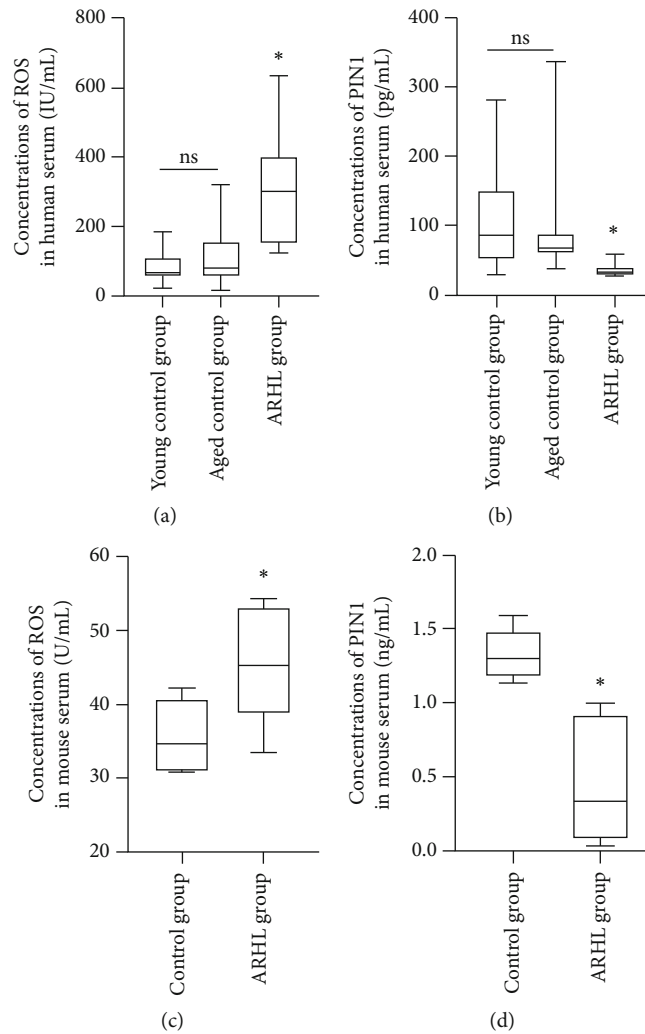 Concentrations of ROS
in human serum (IU/mL)
800
600
400
200
0
ns
*
Young control group
Aged control group
ARHL group
(a)
Concentrations of PIN1
in human serum (pg/mL)
400
300
200
100
0
ns
*
Young control group
Aged control group
ARHL group
(b)
Concentrations of ROS
in mouse serum (U/mL)
60
50
40
30
20
*
Control group
ARHL group
(c)
Concentrations of PIN1
in mouse serum (ng/mL)
2.0
1.5
1.0
0.5
0.0
*
Control group
ARHL group
(d)